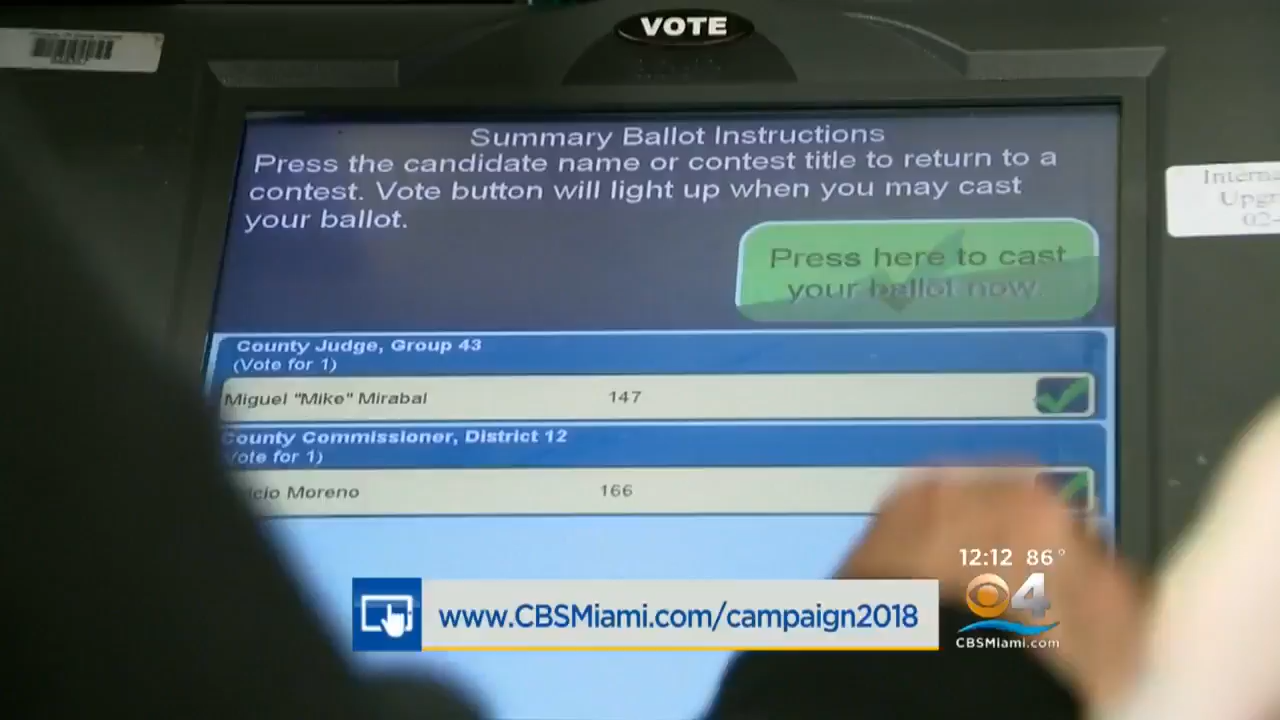 VOTE
Summary Ballot Instructions
Press the candidate name or contest title to return to a
contest. Vote button will light up when you may cast
your ballot.
Press here to cast
your ballot now.
County Judge, Group 43
(Vote for 1)
Miguel "Mike" Mirabal 147
County Commissioner, District 12
Vote for 1)
Moreno 166
12:12 86°
4
www.CBSMiami.com/campaign2018
CBSMiami.com